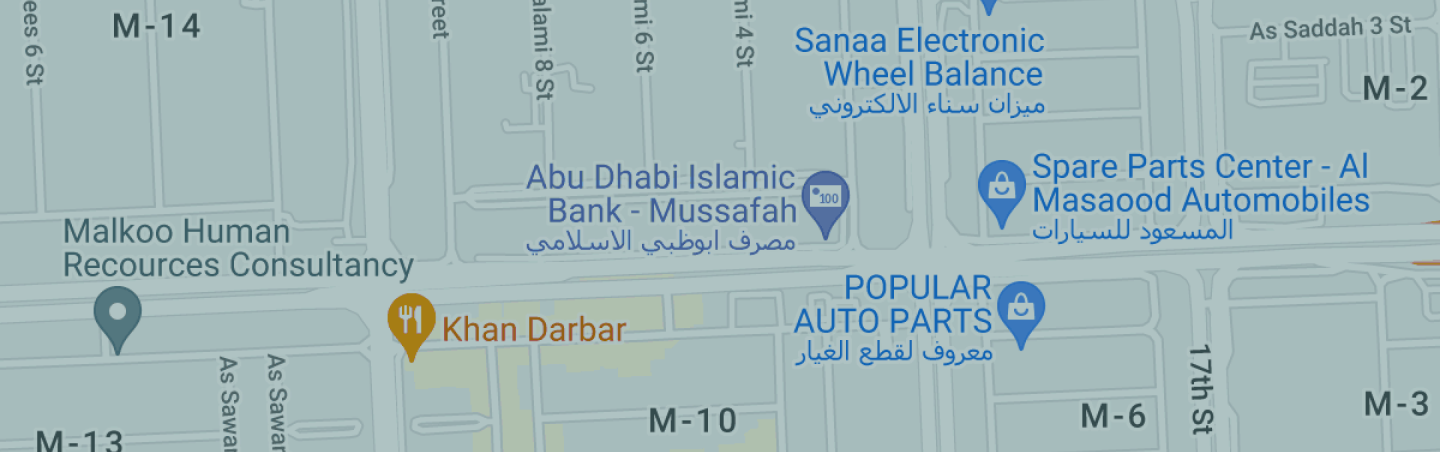 ees 6 St
M-14
reet
alami 8 St
mi 6 St
mi 4 St
Sanaa Electronic
Wheel Balance
ميزان سناء الالكتروني
As Saddah 3 St
M-2
Abu Dhabi Islamic
Bank - Mussafah
مصرف ابوظبي الاسلامي
100
Spare Parts Center - Al
Masaood Automobiles
المسعود للسيارات
Malkoo Human
Recources Consultancy
Khan Darbar
POPULAR
AUTO PARTS
معروف لقطع الغيار
As Sawar
As Sawar
17th St
M-13
M-10
M-6
M-3